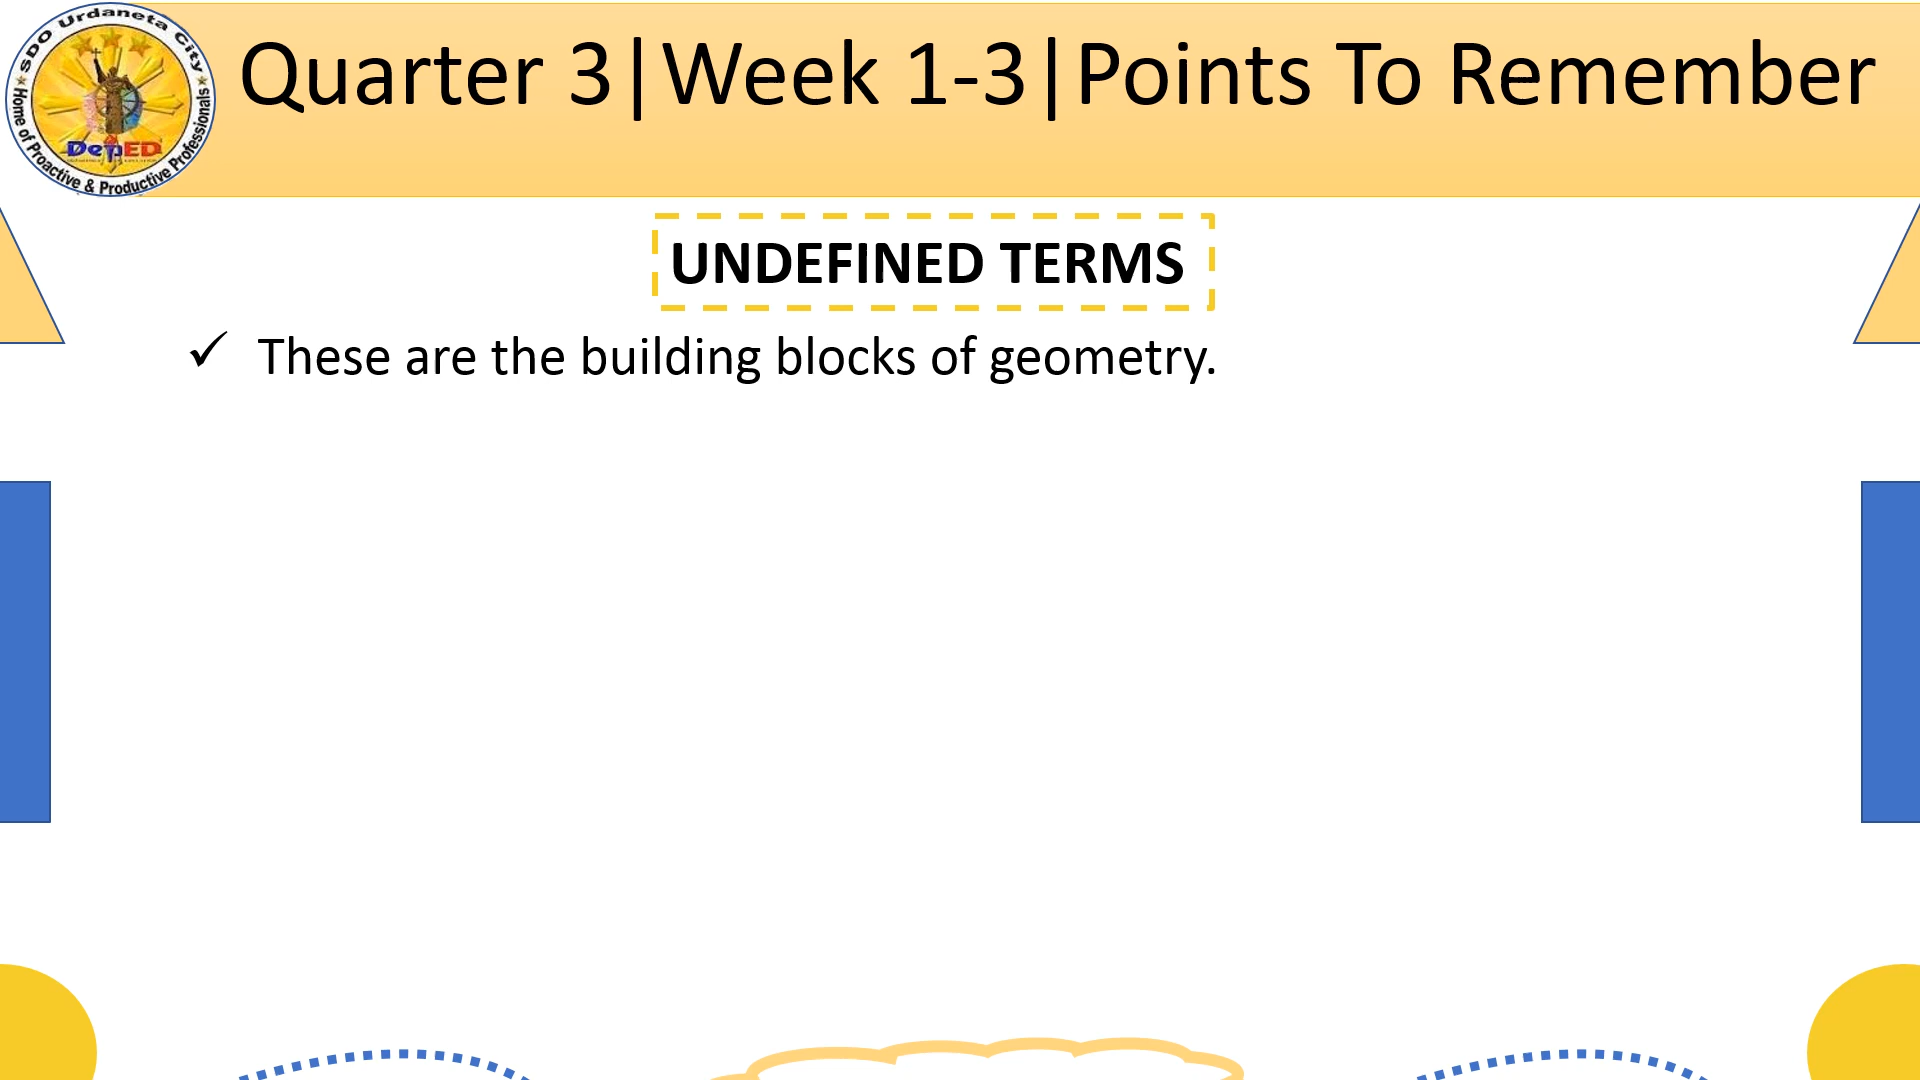 SDO Urdaneta City
Home of Proactive & Productive Professionals
DepED
Quarter 3|Week 1-3|Points To Remember
UNDEFINED TERMS
✓ These are the building blocks of geometry.